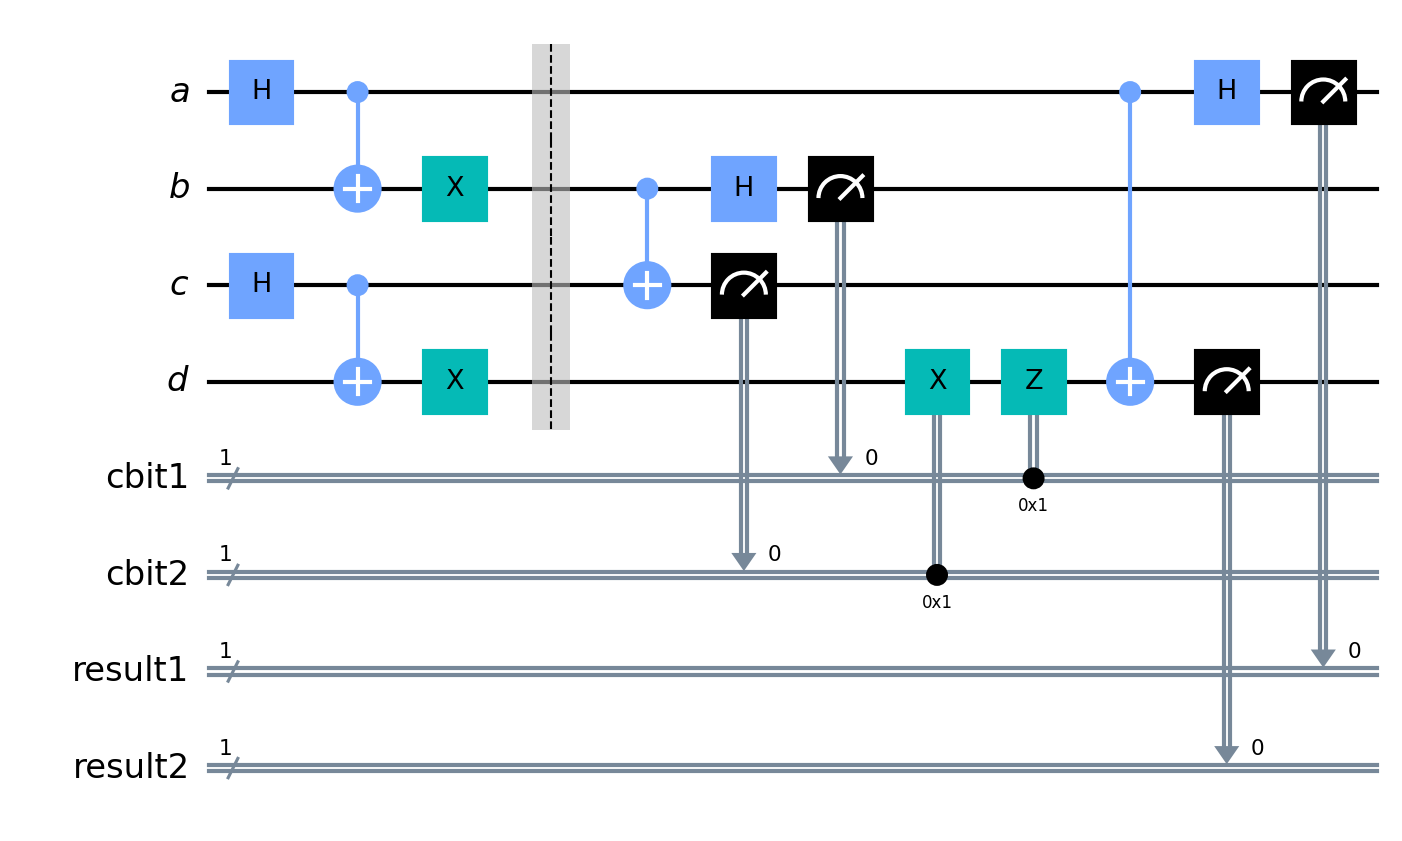 a H H
b X H
c H
d X X Z
cbit1 1 0 0x1
cbit2 1 0 0x1
result1 1 0
result2 1 0